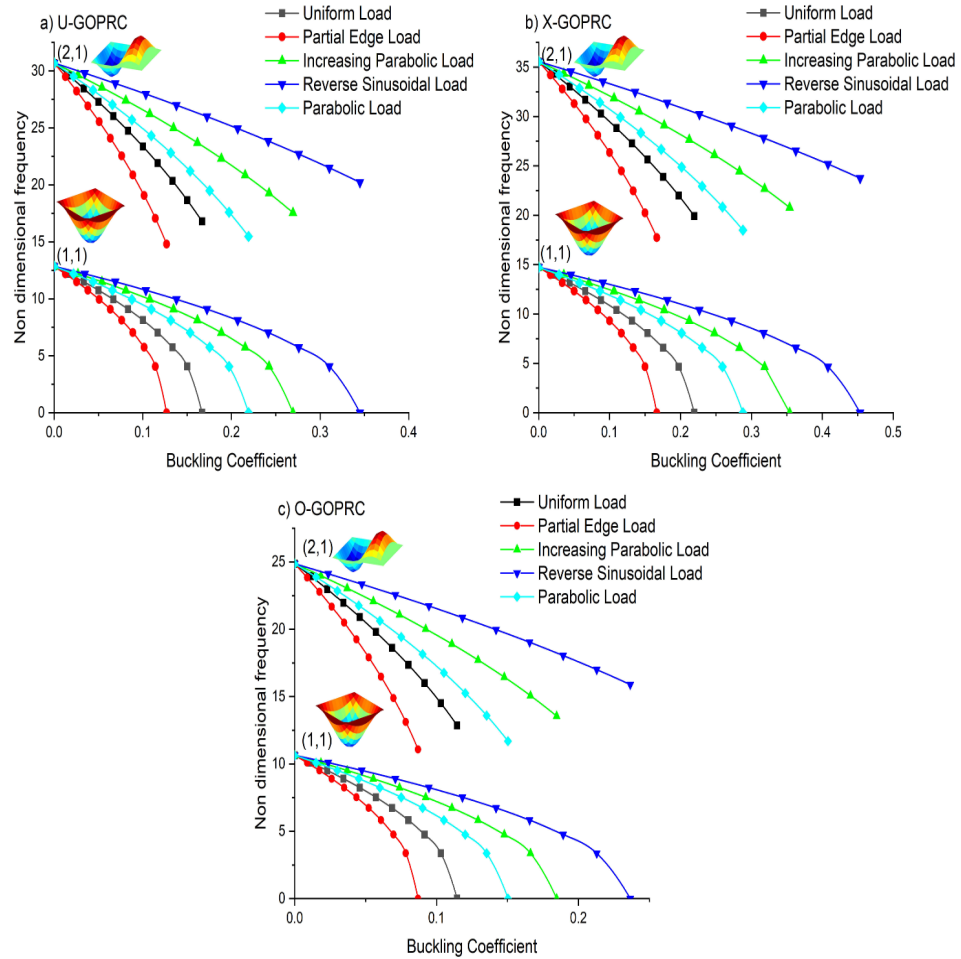 a) U-GOPRC
Uniform Load
Partial Edge Load
Increasing Parabolic Load
Reverse Sinusoidal Load
Parabolic Load
(2,1)
(1,1)
Non dimensional frequency
30
25
20
15
10
5
0
0.0 0.1 0.2 0.3 0.4
Buckling Coefficient
b) X-GOPRC
Uniform Load
Partial Edge Load
Increasing Parabolic Load
Reverse Sinusoidal Load
Parabolic Load
(2,1)
(1,1)
Non dimensional frequency
35
30
25
20
15
10
5
0
0.0 0.1 0.2 0.3 0.4 0.5
Buckling Coefficient
c) O-GOPRC
Uniform Load
Partial Edge Load
Increasing Parabolic Load
Reverse Sinusoidal Load
Parabolic Load
(2,1)
(1,1)
Non dimensional frequency
25
20
15
10
5
0
0.0 0.1 0.2
Buckling Coefficient